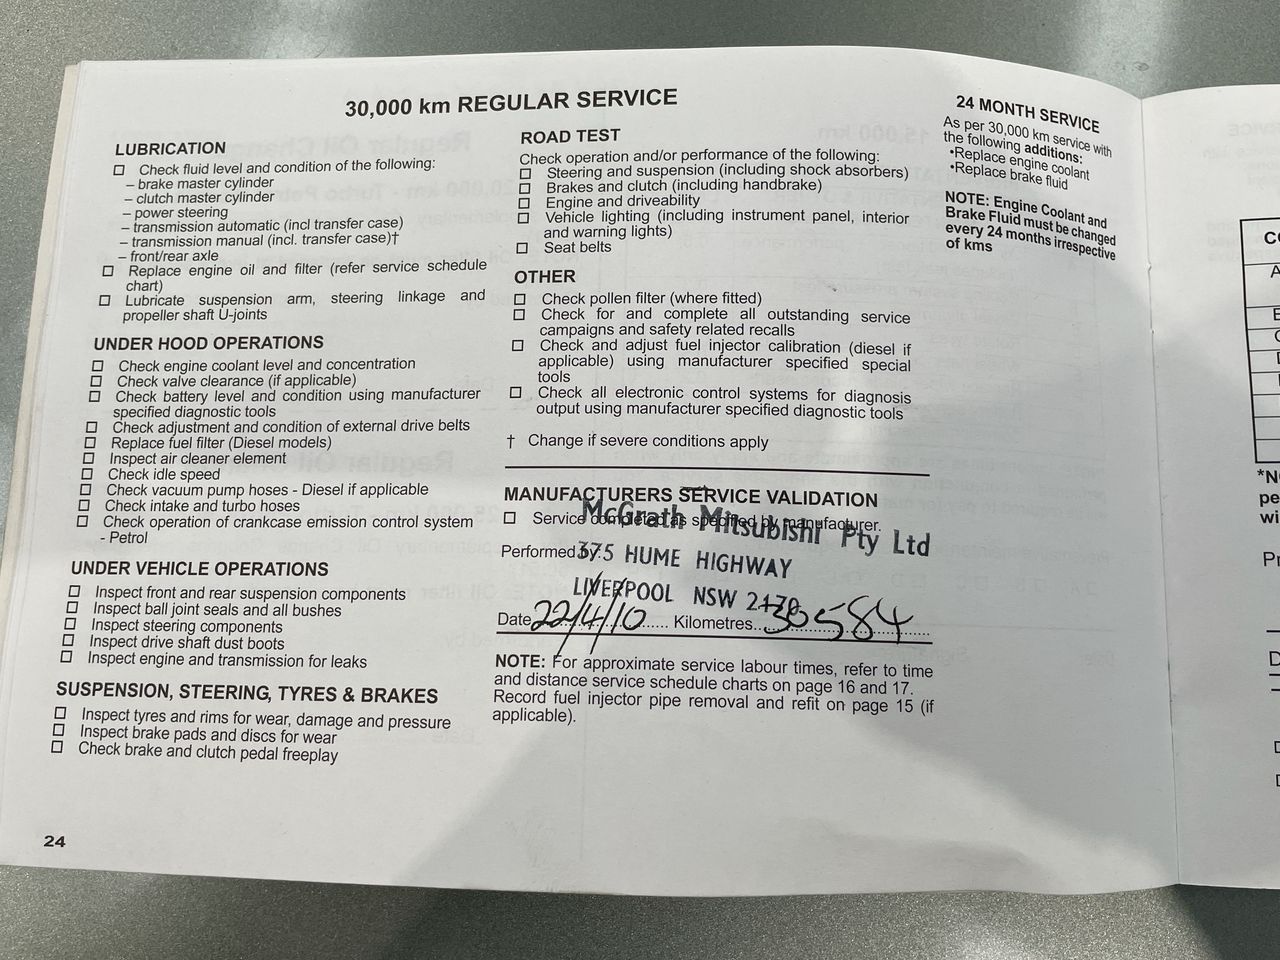 30,000 km REGULAR SERVICE
LUBRICATION
Check fluid level and condition of the following:
– brake master cylinder
– clutch master cylinder
– power steering
– transmission automatic (incl transfer case)
– transmission manual (incl. transfer case)†
– front/rear axle
Replace engine oil and filter (refer service schedule
chart)
Lubricate suspension arm, steering linkage and
propeller shaft U-joints
UNDER HOOD OPERATIONS
Check engine coolant level and concentration
Check valve clearance (if applicable)
Check battery level and condition using manufacturer
specified diagnostic tools
Check adjustment and condition of external drive belts
Replace fuel filter (Diesel models)
Inspect air cleaner element
Check idle speed
Check vacuum pump hoses - Diesel if applicable
Check intake and turbo hoses
Check operation of crankcase emission control system
- Petrol
UNDER VEHICLE OPERATIONS
Inspect front and rear suspension components
Inspect ball joint seals and all bushes
Inspect steering components
Inspect drive shaft dust boots
Inspect engine and transmission for leaks
SUSPENSION, STEERING, TYRES & BRAKES
Inspect tyres and rims for wear, damage and pressure
Inspect brake pads and discs for wear
Check brake and clutch pedal freeplay
24
ROAD TEST
Check operation and/or performance of the following:
Steering and suspension (including shock absorbers)
Brakes and clutch (including handbrake)
Engine and driveability
Vehicle lighting (including instrument panel, interior
and warning lights)
Seat belts
OTHER
Check pollen filter (where fitted)
Check for and complete all outstanding service
campaigns and safety related recalls
Check and adjust fuel injector calibration (diesel if
applicable) using manufacturer specified special
tools
Check all electronic control systems for diagnosis
output using manufacturer specified diagnostic tools
† Change if severe conditions apply
MANUFACTURERS SERVICE VALIDATION
Service completed as specified by manufacturer.
McGrath Mitsubishi Pty Ltd
Performed by:
375 HUME HIGHWAY
LIVERPOOL NSW 2170
Date 22/4/10 Kilometres 30584
NOTE: For approximate service labour times, refer to time
and distance service schedule charts on page 16 and 17.
Record fuel injector pipe removal and refit on page 15 (if
applicable).
24 MONTH SERVICE
As per 30,000 km service with
the following additions:
•Replace engine coolant
•Replace brake fluid
NOTE: Engine Coolant and
Brake Fluid must be changed
every 24 months irrespective
of kms